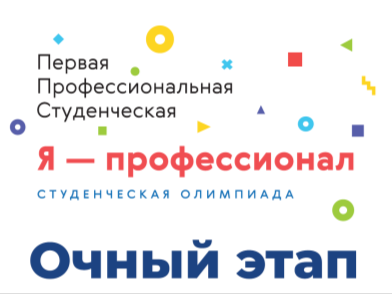 Первая
Профессиональная
Студенческая
Я — профессионал
СТУДЕНЧЕСКАЯ ОЛИМПИАДА
Очный этап